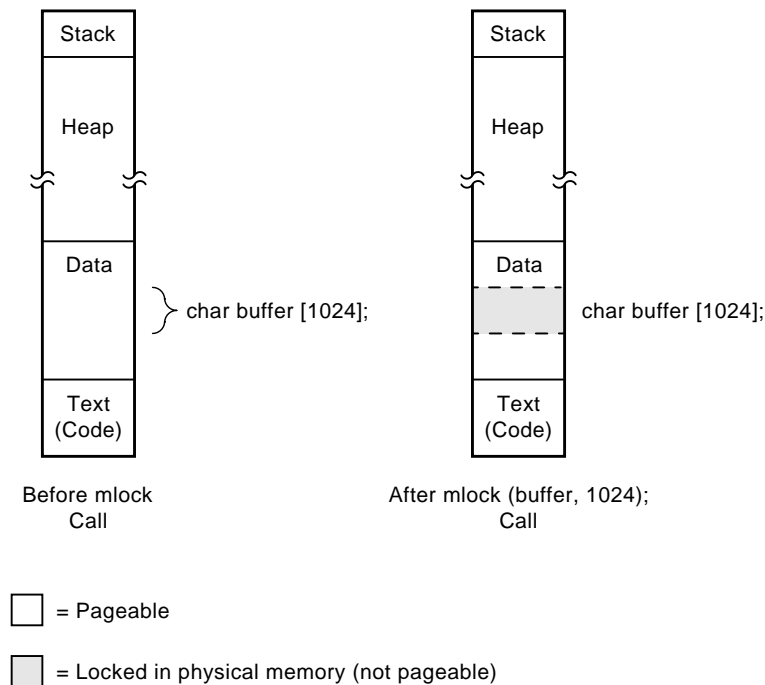 Stack
Heap
Data
char buffer [1024];
Text
(Code)
Before mlock
Call
Stack
Heap
Data
char buffer [1024];
Text
(Code)
After mlock (buffer, 1024);
Call
= Pageable
= Locked in physical memory (not pageable)